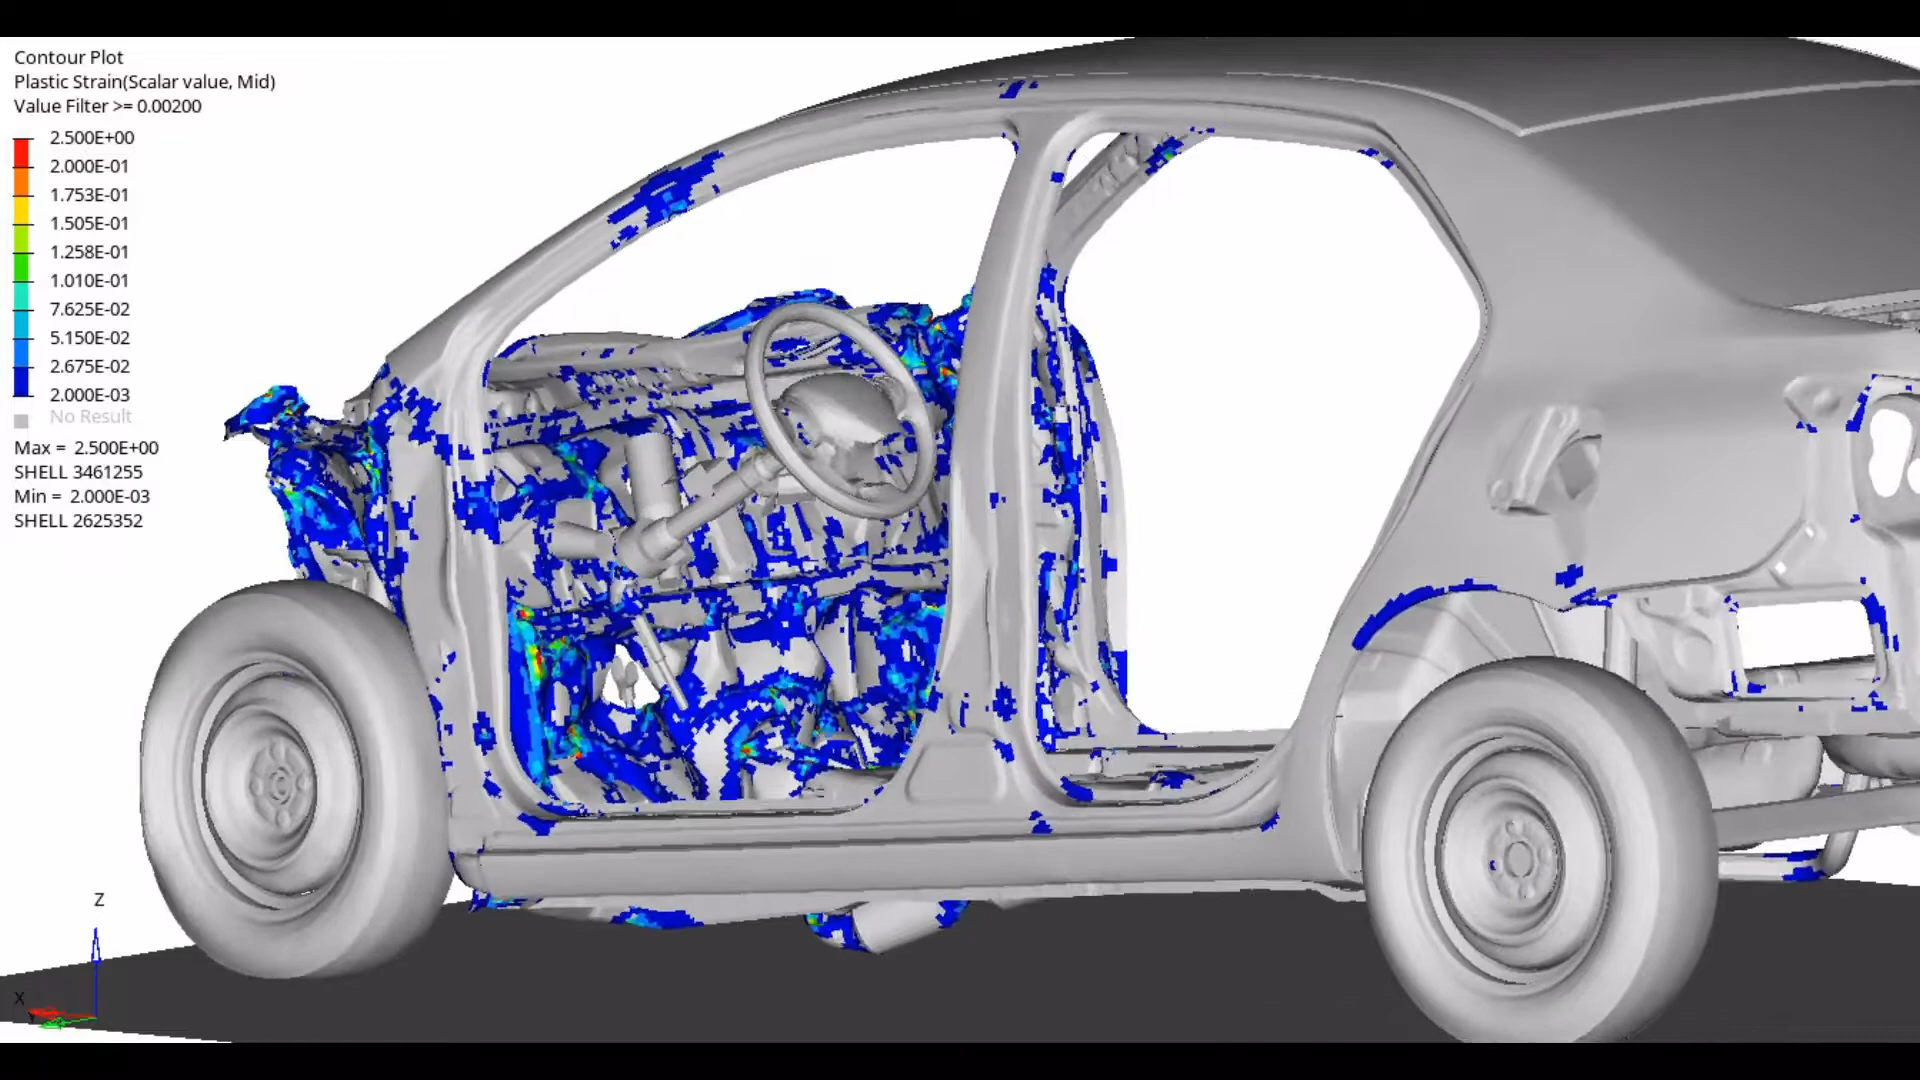 Contour Plot
Plastic Strain(Scalar value, Mid)
Value Filter >= 0.00200
2.500E+00
2.000E-01
1.753E-01
1.505E-01
1.258E-01
1.010E-01
7.625E-02
5.150E-02
2.675E-02
2.000E-03
No Result
Max = 2.500E+00
SHELL 3461255
Min = 2.000E-03
SHELL 2625352
Z
X
Y